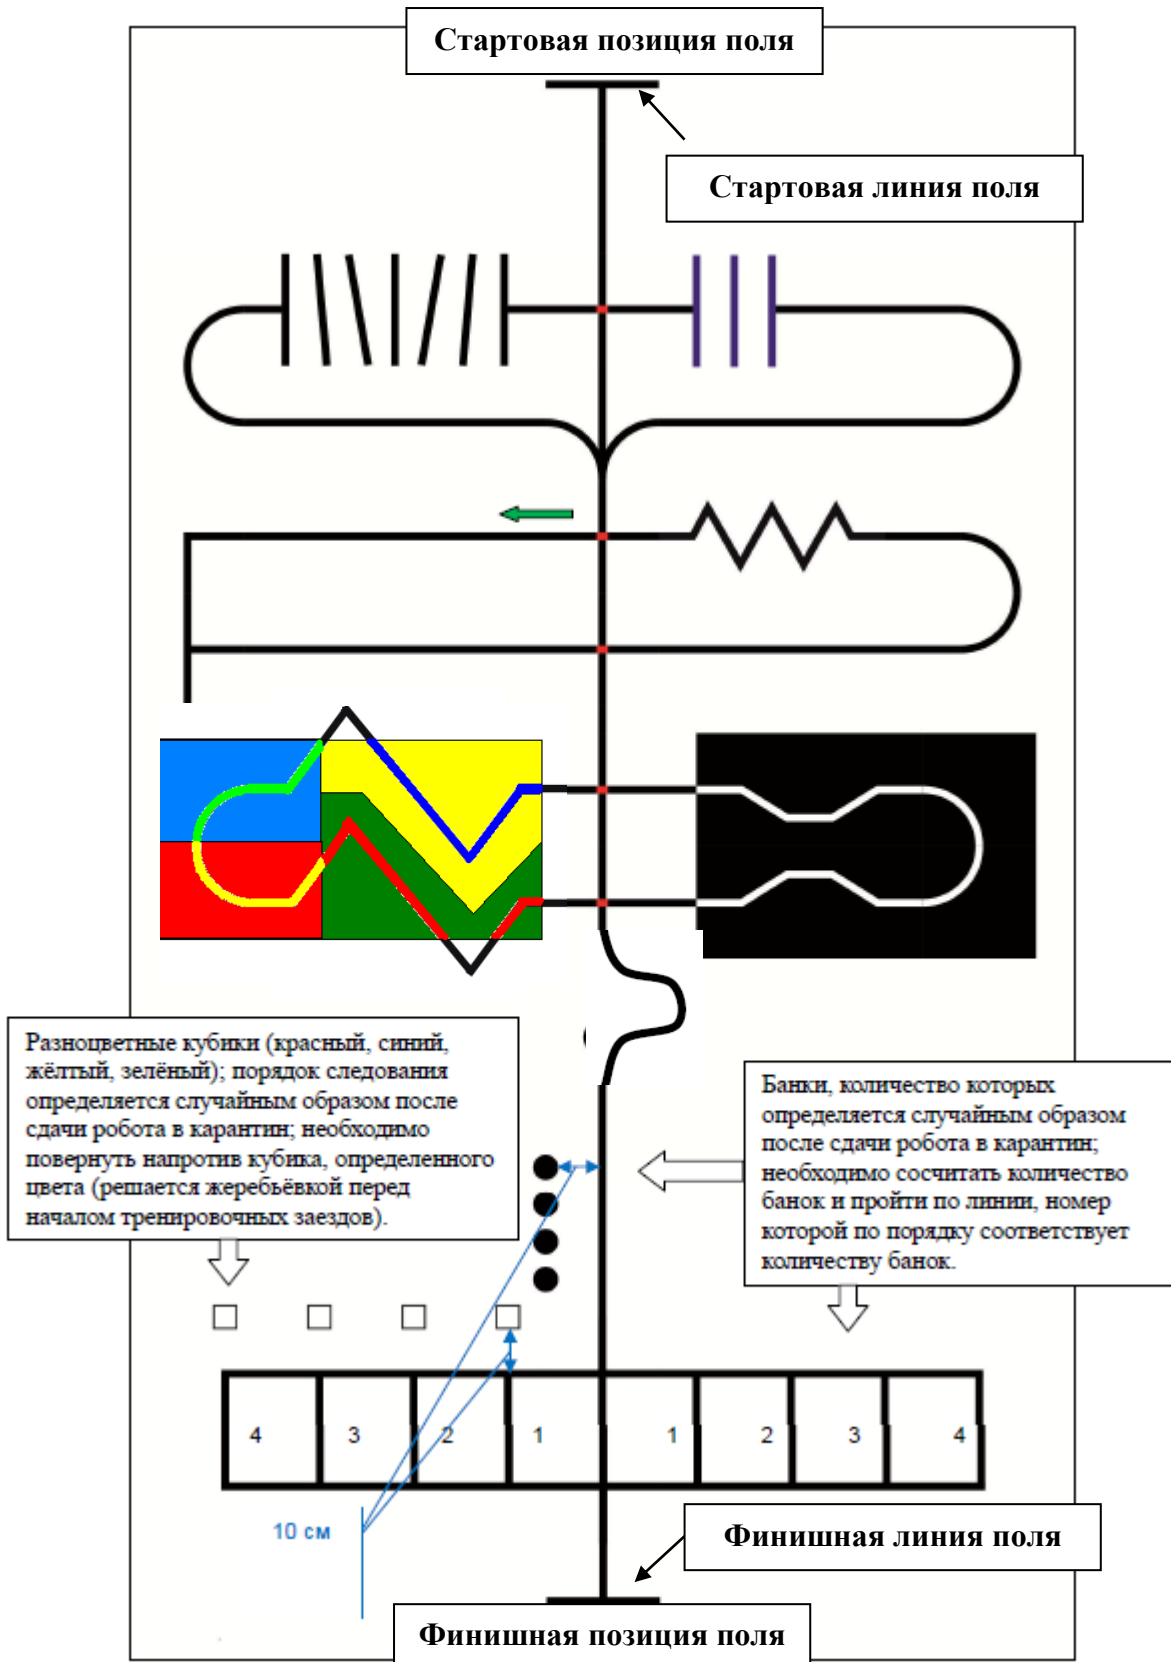 Стартовая позиция поля
Стартовая линия поля
Разноцветные кубики (красный, синий,
жёлтый, зелёный); порядок следования
определяется случайным образом после
сдачи робота в карантин; необходимо
повернуть напротив кубика, определенного
цвета (решается жеребьёвкой перед
началом тренировочных заездов).
Банки, количество которых
определяется случайным образом
после сдачи робота в карантин;
необходимо сосчитать количество
банок и пройти по линии, номер
которой по порядку соответствует
количеству банок.
4 3 2 1 1 2 3 4
10 см
Финишная линия поля
Финишная позиция поля